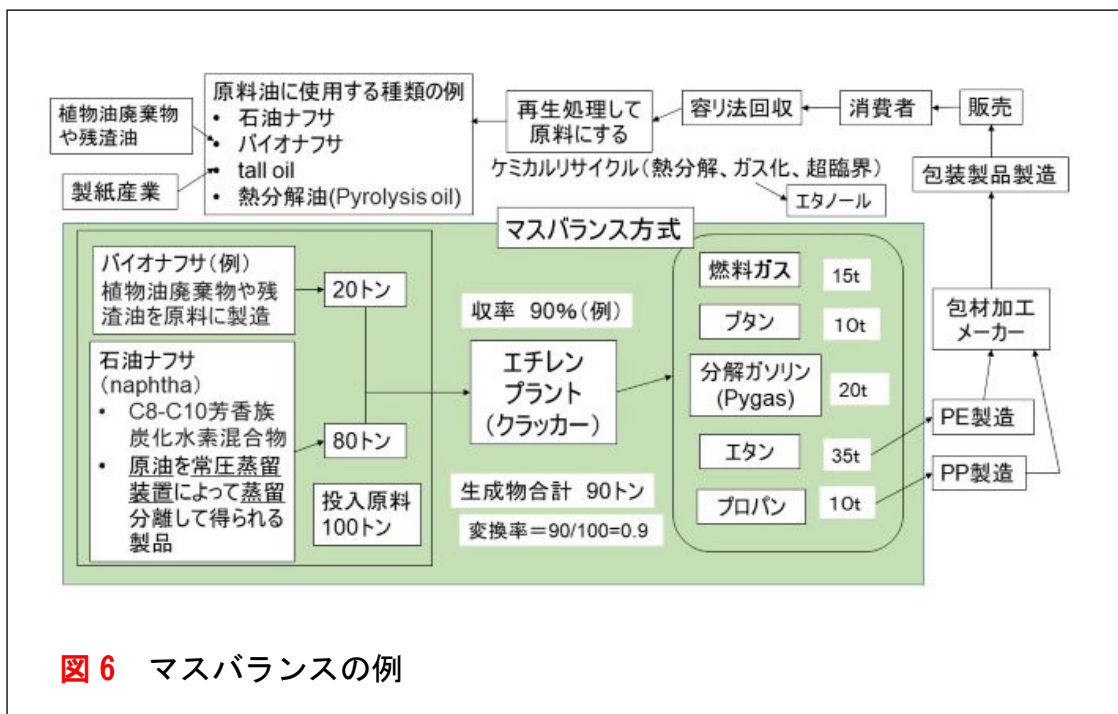 植物油廃棄物
や残渣油
製紙産業
原料油に使用する種類の例
• 石油ナフサ
• バイオナフサ
• tall oil
• 熱分解油(Pyrolysis oil)
再生処理して
原料にする
容リ法回収
消費者
販売
ケミカルリサイクル(熱分解、ガス化、超臨界)
エタノール
包装製品製造
マスバランス方式
バイオナフサ(例)
植物油廃棄物や残
渣油を原料に製造
20トン
石油ナフサ
(naphtha)
• C8-C10芳香族
炭化水素混合物
• 原油を常圧蒸留
装置によって蒸留
分離して得られる
製品
80トン
投入原料
100トン
収率 90%(例)
エチレン
プラント
(クラッカー)
生成物合計 90トン
変換率=90/100=0.9
燃料ガス
15t
ブタン
10t
分解ガソリン
(Pygas)
20t
エタン
35t
プロパン
10t
包材加工
メーカー
PE製造
PP製造
図6 マスバランスの例